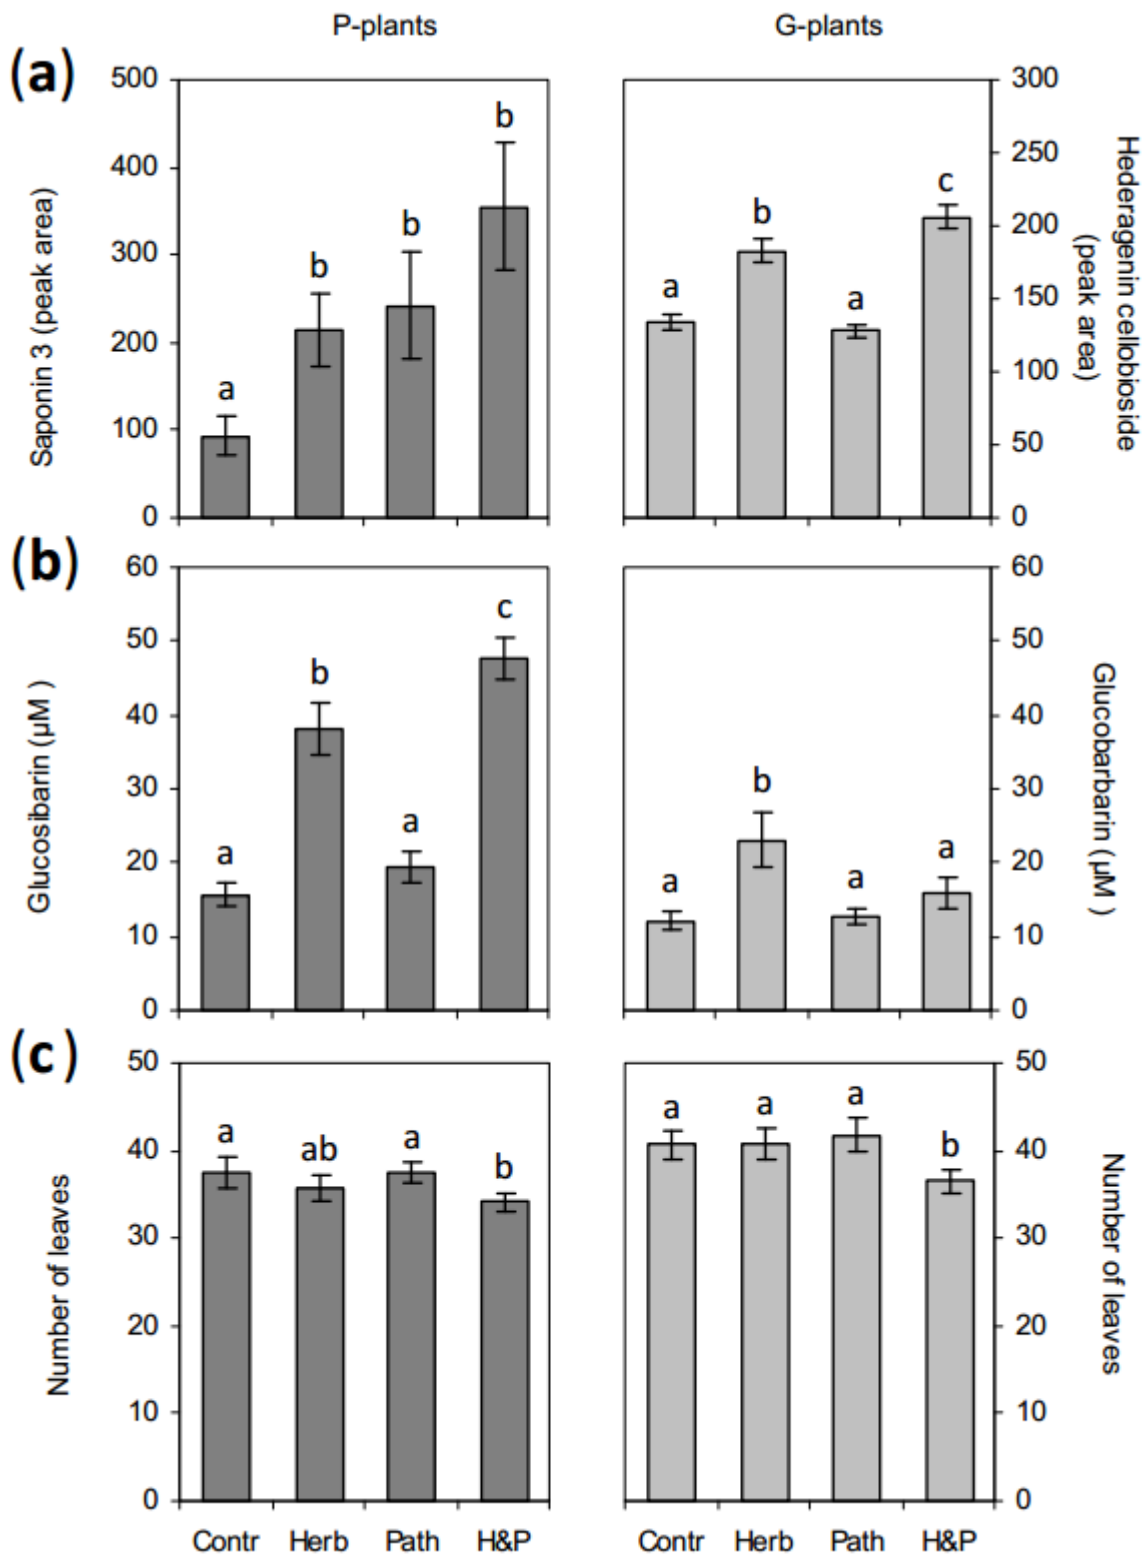 P-plants G-plants
(a)
500
400
300
200
100
0
Saponin 3 (peak area)
a b b b
a b a c
300
250
200
150
100
50
0
Hederagenin cellobioside
(peak area)
(b)
60
50
40
30
20
10
0
Glucosibarin (µM )
a b a c
a b a a
60
50
40
30
20
10
0
Glucobarbarin (µM )
(c)
50
40
30
20
10
0
Number of leaves
a ab a b
a a a b
50
40
30
20
10
0
Number of leaves
Contr Herb Path H&P
Contr Herb Path H&P